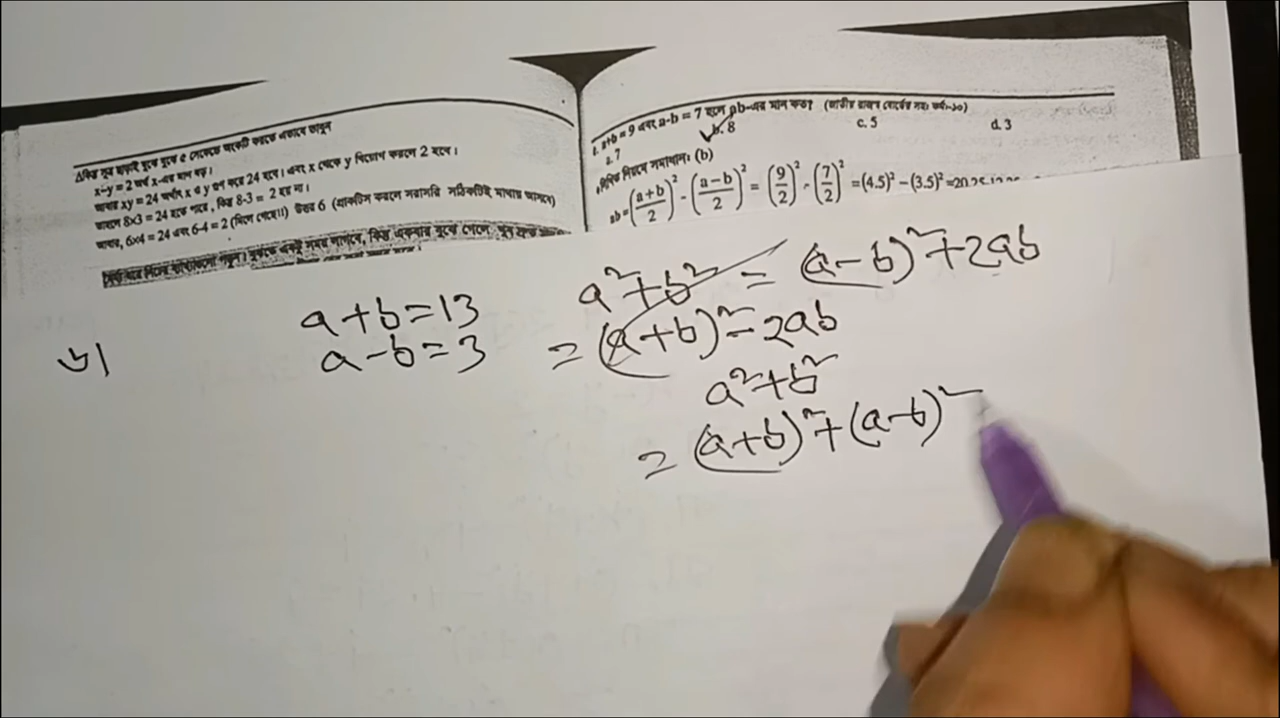 x-y = 2 অর্থ x-এর মান বড়।
আবার xy = 24 অর্থাৎ x ও y গুণ করে 24 হবে। এবং x থেকে y বিয়োগ করলে 2 হবে।
তাহলে 8×3 = 24 হতে পারে, কিন্তু 8-3 = 2 হয় না।
আবার, 6×4 = 24 এবং 6-4 = 2 (মিলে গেছে!!) উত্তর 6
a+b = 9 এবং a-b = 7 হলে ab-এর মান কত?
a. 7 b. 8 c. 5 d. 3
লিখিত নিয়মে সমাধান: (b)
ab = ((a+b)/2)² - ((a-b)/2)² = (9/2)² - (7/2)² = (4.5)² - (3.5)² =
৬।
a+b=13
a-b=3
a²+b² = (a-b)²+2ab
= (a+b)²-2ab
a²+b²
= (a+b)²+(a-b)²